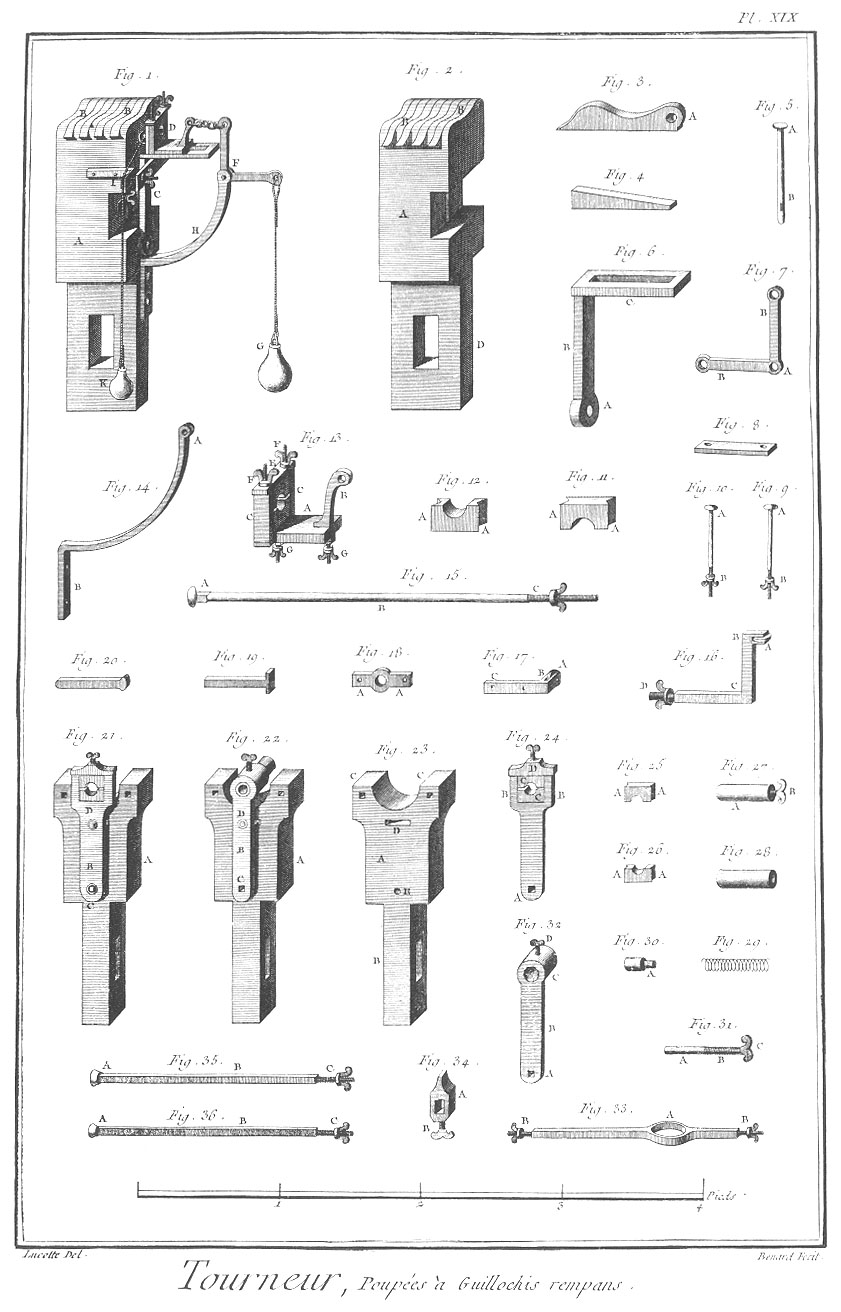 Pl. XIX
Fig. 1.
Fig. 2.
Fig. 3.
Fig. 5.
B
B
D
F
I
C
H
A
G
K
B
B
A
D
A
A
B
Fig. 4.
Fig. 6.
C
B
A
Fig. 7.
B
B
A
Fig. 8.
Fig. 14.
A
B
Fig. 13.
F
E
F
C
A
B
C
G
G
Fig. 12.
B
A
A
Fig. 11.
A
A
Fig. 10.
A
B
Fig. 9.
A
B
Fig. 15.
A
B
C
Fig. 20.
Fig. 19.
Fig. 18.
A
A
Fig. 17.
C
B
A
Fig. 16.
B
A
D
C
Fig. 21.
D
B
C
A
Fig. 22.
D
B
C
A
Fig. 23.
C
C
D
A
B
B
Fig. 24.
D
B
C
C
B
A
Fig. 25
A
A
Fig. 27
A
B
Fig. 26.
A
A
Fig. 28.
Fig. 32
D
C
B
A
Fig. 30.
A
Fig. 29.
Fig. 31.
A
B
C
Fig. 35.
A
B
C
Fig. 34.
A
B
Fig. 36.
A
B
C
Fig. 33.
B
A
B
1
2
3
4
Pieds.
Lucotte Del.
Benard Fecit.
Tourneur, Poupées à Guillochis rempans.